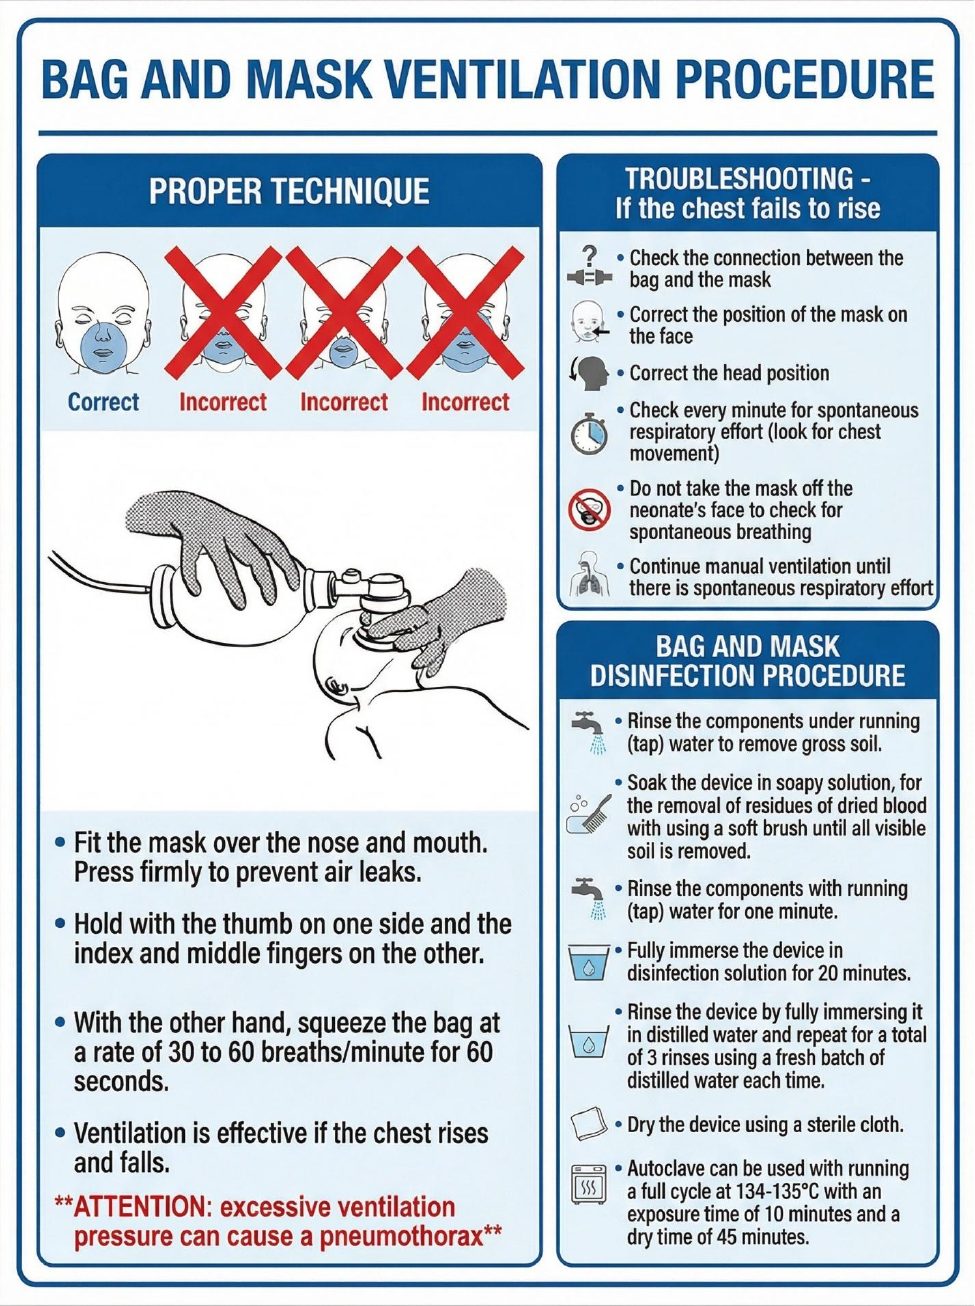 BAG AND MASK VENTILATION PROCEDURE
PROPER TECHNIQUE
Correct
Incorrect
Incorrect
Incorrect
• Fit the mask over the nose and mouth.
Press firmly to prevent air leaks.
• Hold with the thumb on one side and the
index and middle fingers on the other.
• With the other hand, squeeze the bag at
a rate of 30 to 60 breaths/minute for 60
seconds.
• Ventilation is effective if the chest rises
and falls.
**ATTENTION: excessive ventilation
pressure can cause a pneumothorax**
TROUBLESHOOTING -
If the chest fails to rise
?
• Check the connection between the
bag and the mask
• Correct the position of the mask on
the face
• Correct the head position
• Check every minute for spontaneous
respiratory effort (look for chest
movement)
• Do not take the mask off the
neonate's face to check for
spontaneous breathing
• Continue manual ventilation until
there is spontaneous respiratory effort
BAG AND MASK
DISINFECTION PROCEDURE
• Rinse the components under running
(tap) water to remove gross soil.
• Soak the device in soapy solution, for
the removal of residues of dried blood
with using a soft brush until all visible
soil is removed.
• Rinse the components with running
(tap) water for one minute.
• Fully immerse the device in
disinfection solution for 20 minutes.
• Rinse the device by fully immersing it
in distilled water and repeat for a total
of 3 rinses using a fresh batch of
distilled water each time.
• Dry the device using a sterile cloth.
• Autoclave can be used with running
a full cycle at 134-135°C with an
exposure time of 10 minutes and a
dry time of 45 minutes.